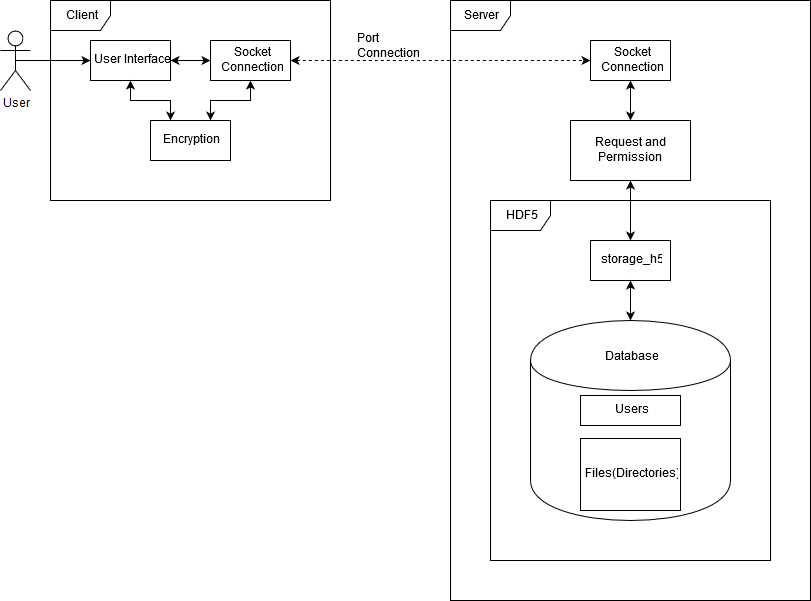 Client
Server
User Interface
Socket
Connection
Port
Connection
Socket
Connection
User
Encryption
Request and
Permission
HDF5
storage_h5
Database
Users
Files(Directories)